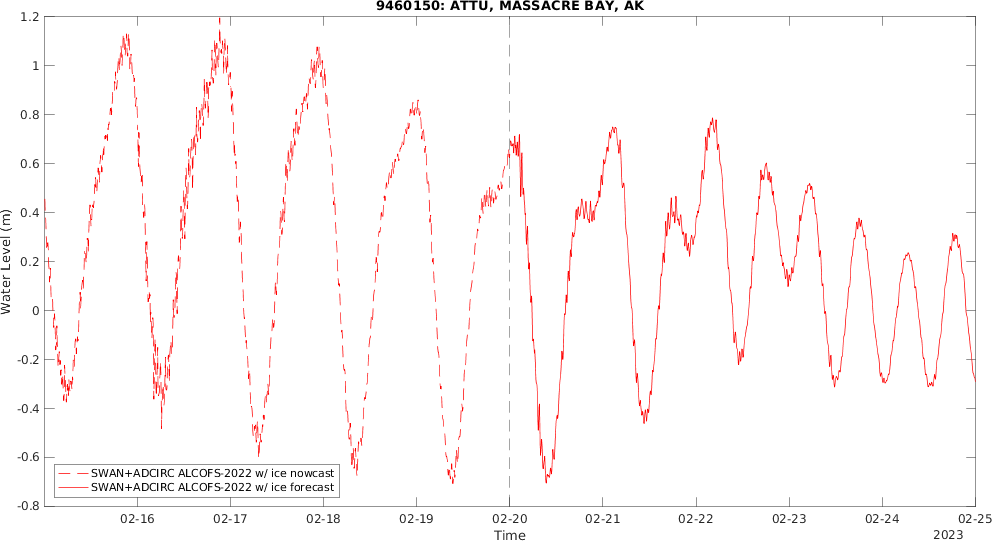 9460150: ATTU, MASSACRE BAY, AK
1.2
1
0.8
0.6
0.4
0.2
0
-0.2
-0.4
-0.6
-0.8
Water Level (m)
SWAN+ADCIRC ALCOFS-2022 w/ ice nowcast
SWAN+ADCIRC ALCOFS-2022 w/ ice forecast
02-16 02-17 02-18 02-19 02-20 02-21 02-22 02-23 02-24 02-25
Time
2023